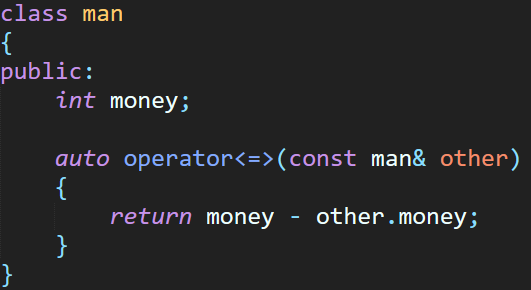 class man
{
public:
    int money;

    auto operator<=>(const man& other)
    {
        return money - other.money;
    }
}